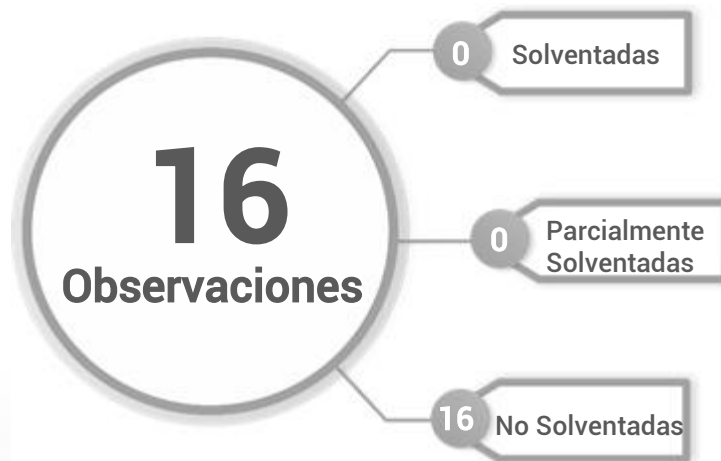 16
Observaciones
0
Solventadas
0
Parcialmente
Solventadas
16
No Solventadas